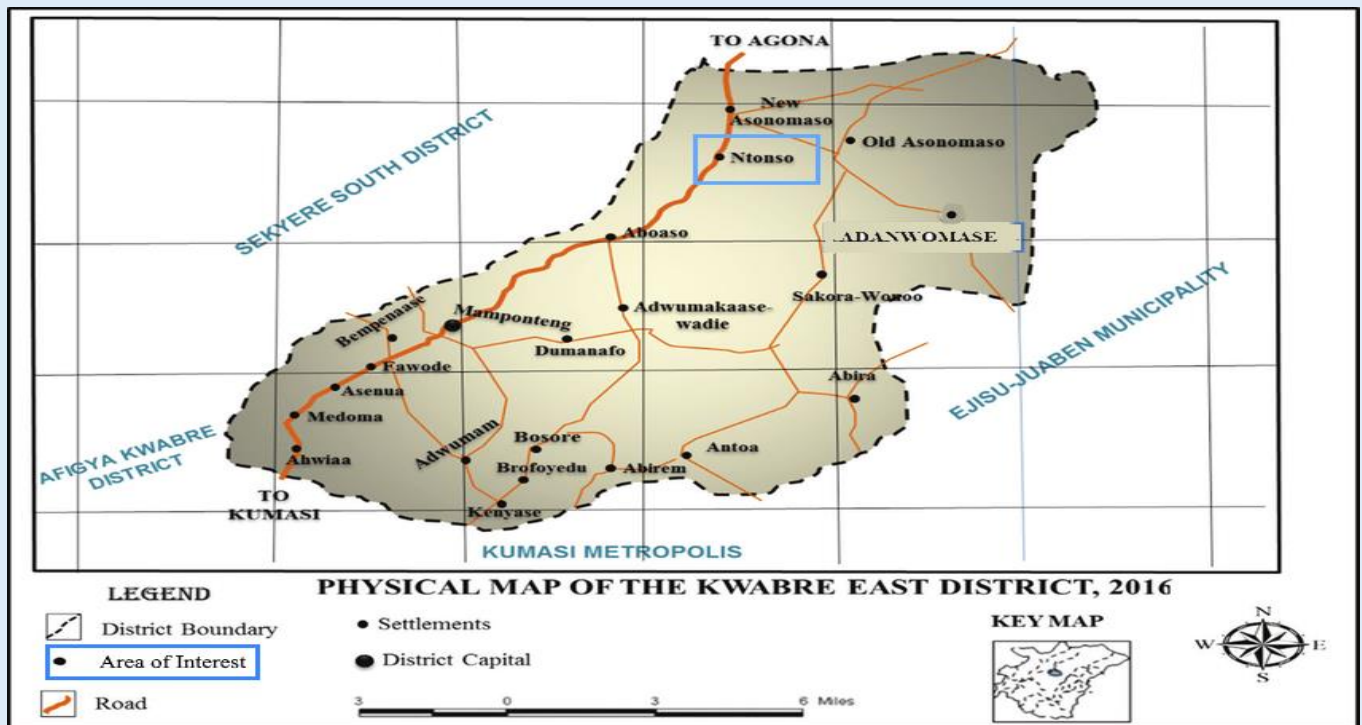 TO AGONA
New
Asonomaso
Old Asonomaso
Ntonso
SEKYERE SOUTH DISTRICT
ADANWOMASE
Aboaso
Sakora-Wonoo
Adwumakaase-
wadie
Bempenaase
Mamponteng
Dumanafo
EJISU-JUABEN MUNICIPALITY
Fawode
Abira
Asenua
Medoma
AFIGYA KWABRE
DISTRICT
Ahwiaa
Adwumam
Bosore
Antoa
Brofoyedu
Abirem
TO
KUMASI
Kenyase
KUMASI METROPOLIS
PHYSICAL MAP OF THE KWABRE EAST DISTRICT, 2016
LEGEND
District Boundary
Area of Interest
Road
Settlements
District Capital
3 0 3 6 Miles
KEY MAP
N
W E
S